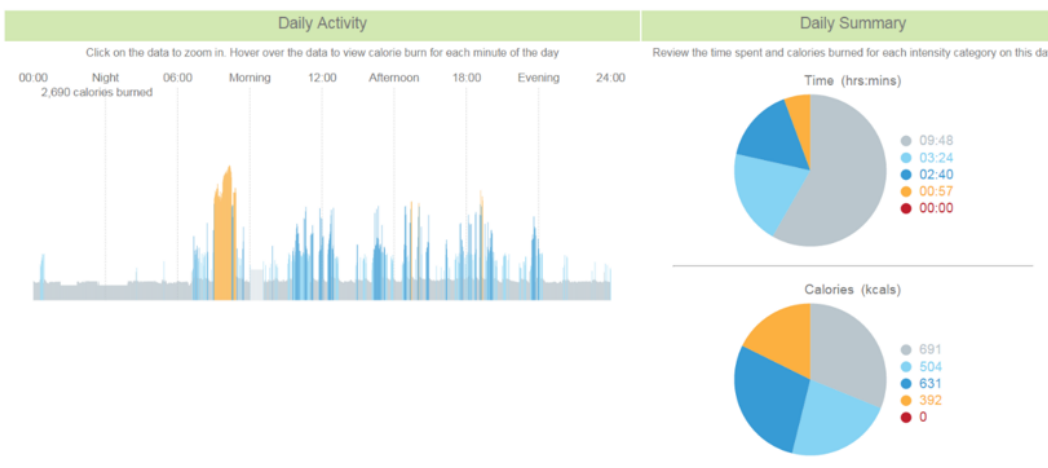 Daily Activity
Click on the data to zoom in. Hover over the data to view calorie burn for each minute of the day
00:00 Night 06:00 Morning 12:00 Afternoon 18:00 Evening 24:00
2,690 calories burned
Daily Summary
Review the time spent and calories burned for each intensity category on this da
Time (hrs:mins)
09:48
03:24
02:40
00:57
00:00
Calories (kcals)
691
504
631
392
0